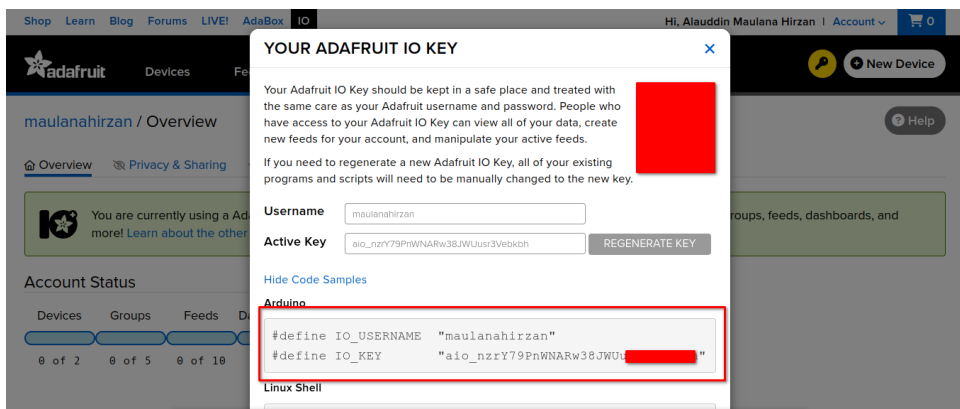 Shop Learn Blog Forums LIVE! AdaBox IO Hi, Alauddin Maulana Hirzan | Account 0
YOUR ADAFRUIT IO KEY
adafruit Devices Fe New Device
Your Adafruit IO Key should be kept in a safe place and treated with
the same care as your Adafruit username and password. People who
have access to your Adafruit IO Key can view all of your data, create
new feeds for your account, and manipulate your active feeds.
maulanahirzan / Overview Help
If you need to regenerate a new Adafruit IO Key, all of your existing
programs and scripts will need to be manually changed to the new key.
Overview Privacy & Sharing
Username maulanahirzan
You are currently using a Ada roups, feeds, dashboards, and
more! Learn about the other
Active Key [redacted] REGENERATE KEY
Hide Code Samples
Account Status
Arduino
Devices Groups Feeds Da
#define IO_USERNAME "maulanahirzan"
#define IO_KEY "aio_[redacted]"
0 of 2 0 of 5 0 of 10
Linux Shell